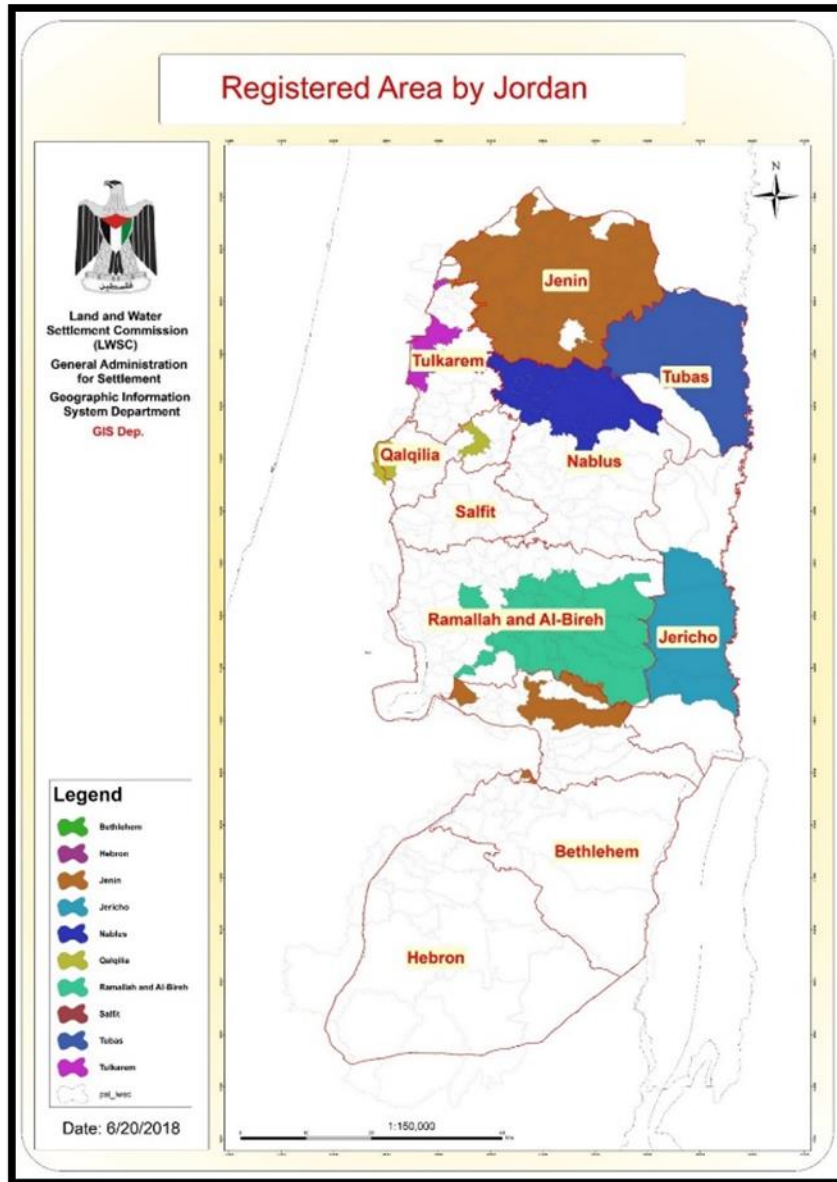 Registered Area by Jordan
فلسطين
Land and Water
Settlement Commission
(LWSC)
General Administration
for Settlement
Geographic Information
System Department
GIS Dep.
N
Jenin
Tulkarem
Tubas
Qalqilia
Nablus
Salfit
Ramallah and Al-Bireh
Jericho
Bethlehem
Hebron
Legend
Bethlehem
Hebron
Jenin
Jericho
Nablus
Qalqilia
Ramallah and Al-Bireh
Salfit
Tubas
Tulkarem
pal_lwsc
Date: 6/20/2018
1:150,000